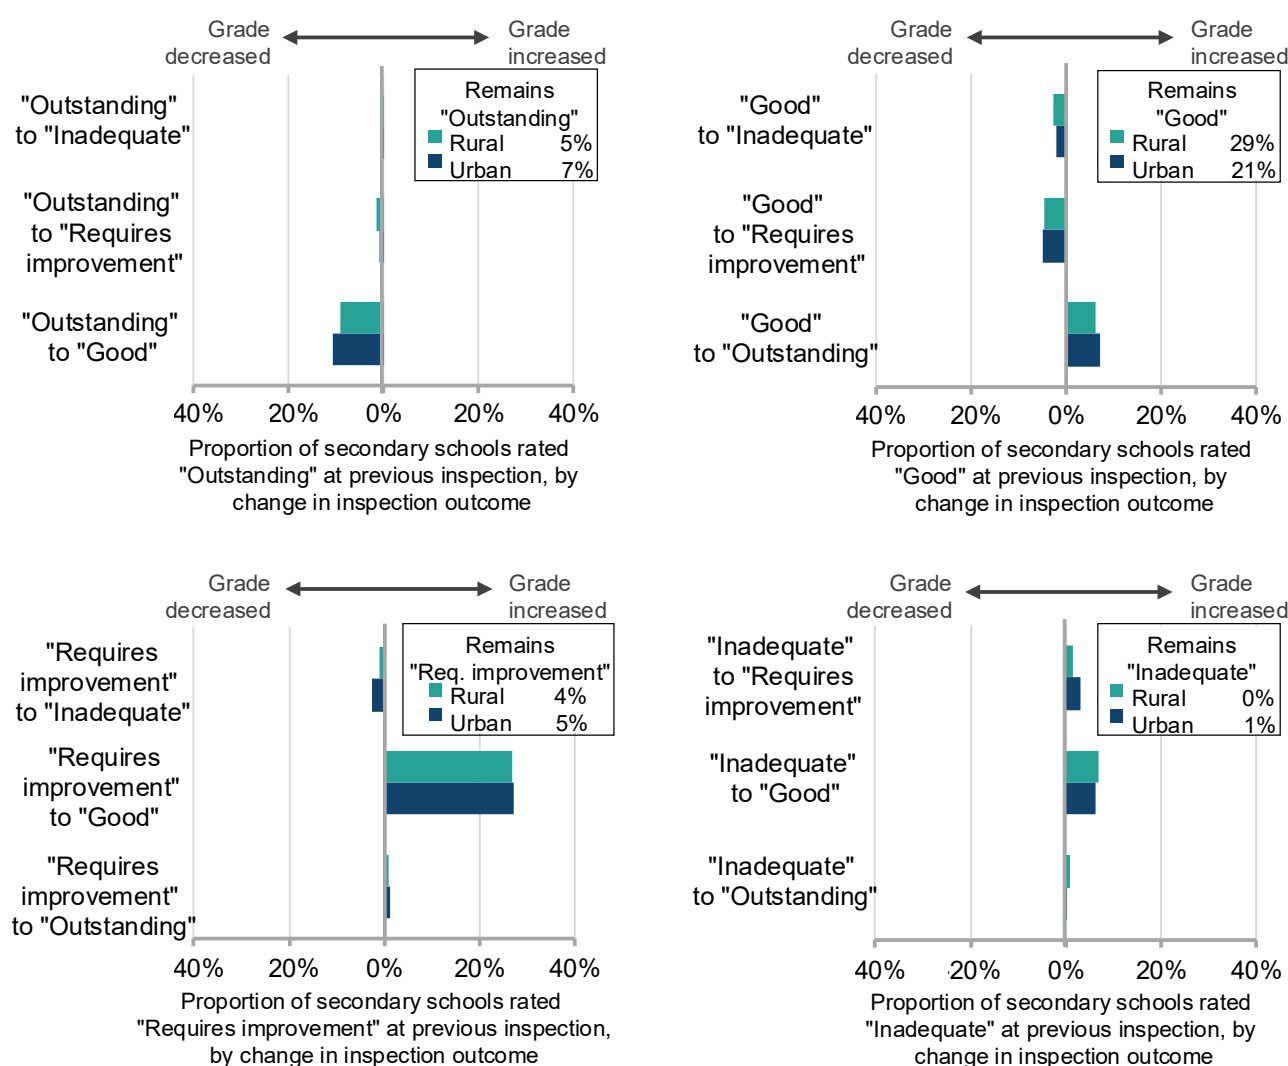 Grade
decreased
Grade
increased
Remains
"Outstanding"
Rural 5%
Urban 7%
"Outstanding"
to "Inadequate"
"Outstanding"
to "Requires
improvement"
"Outstanding"
to "Good"
40% 20% 0% 20% 40%
Proportion of secondary schools rated
"Outstanding" at previous inspection, by
change in inspection outcome
Grade
decreased
Grade
increased
Remains
"Good"
Rural 29%
Urban 21%
"Good"
to "Inadequate"
"Good"
to "Requires
improvement"
"Good"
to "Outstanding"
40% 20% 0% 20% 40%
Proportion of secondary schools rated
"Good" at previous inspection, by
change in inspection outcome
Grade
decreased
Grade
increased
Remains
"Req. improvement"
Rural 4%
Urban 5%
"Requires
improvement"
to "Inadequate"
"Requires
improvement"
to "Good"
"Requires
improvement"
to "Outstanding"
40% 20% 0% 20% 40%
Proportion of secondary schools rated
"Requires improvement" at previous inspection,
by change in inspection outcome
Grade
decreased
Grade
increased
Remains
"Inadequate"
Rural 0%
Urban 1%
"Inadequate"
to "Requires
improvement"
"Inadequate"
to "Good"
"Inadequate"
to "Outstanding"
40% 20% 0% 20% 40%
Proportion of secondary schools rated
"Inadequate" at previous inspection, by
change in inspection outcome